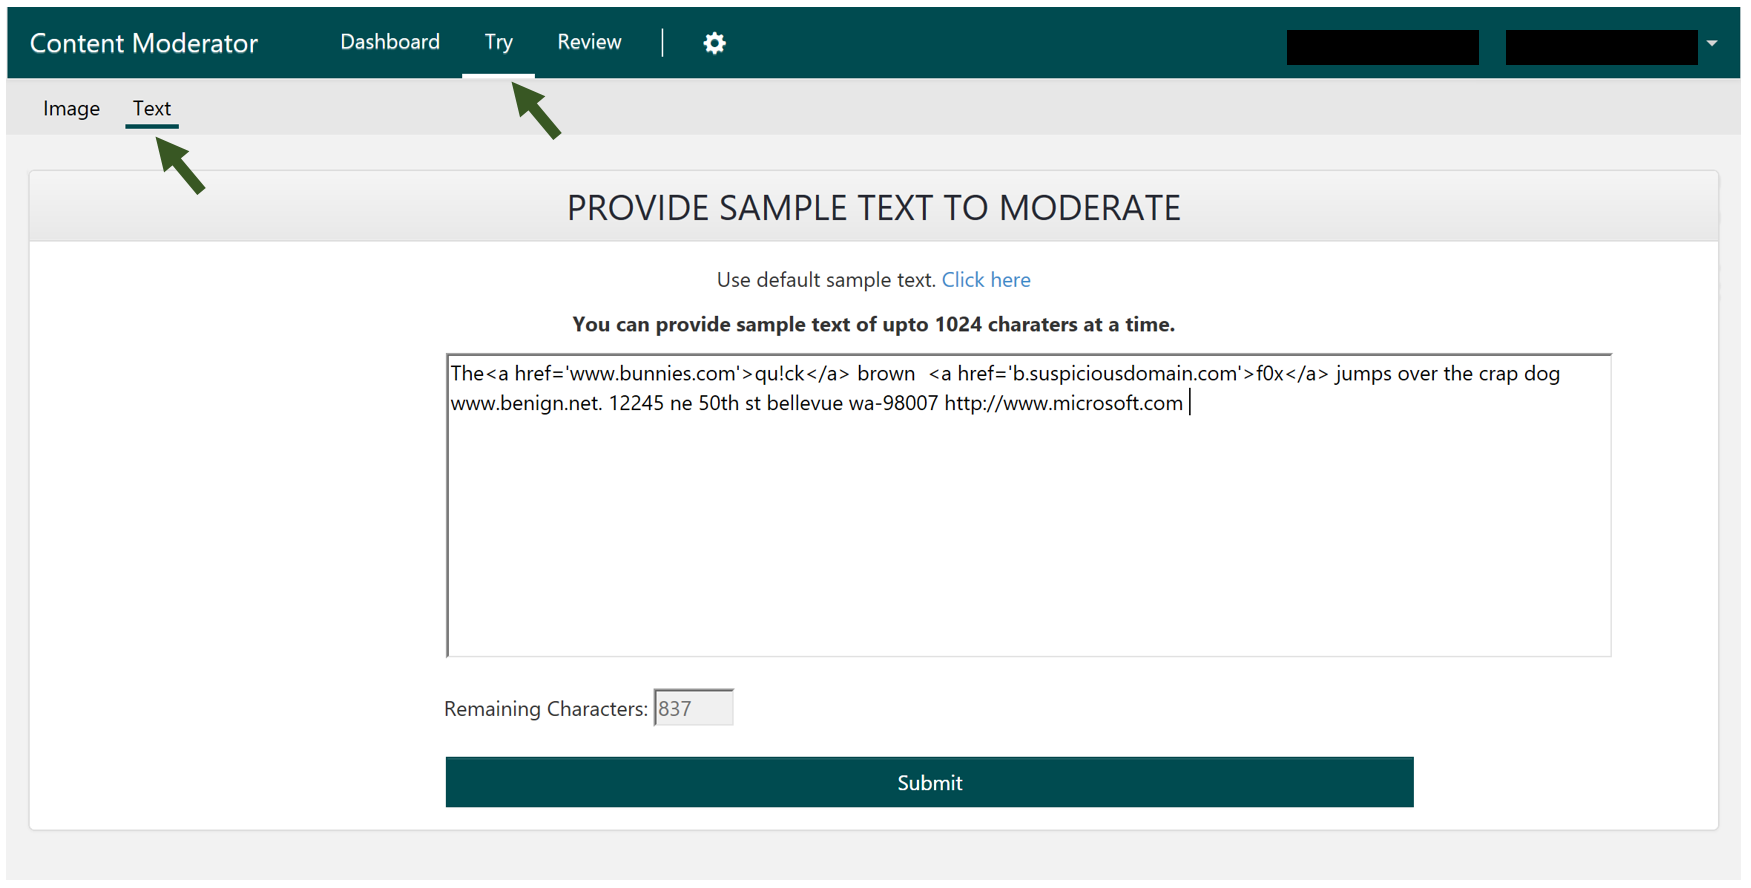 Content Moderator Dashboard Try Review
Image Text
PROVIDE SAMPLE TEXT TO MODERATE
Use default sample text. Click here
You can provide sample text of upto 1024 charaters at a time.
The<a href='www.bunnies.com'>qu!ck</a> brown  <a href='b.suspiciousdomain.com'>f0x</a> jumps over the crap dog
www.benign.net. 12245 ne 50th st bellevue wa-98007 http://www.microsoft.com
Remaining Characters: 837
Submit